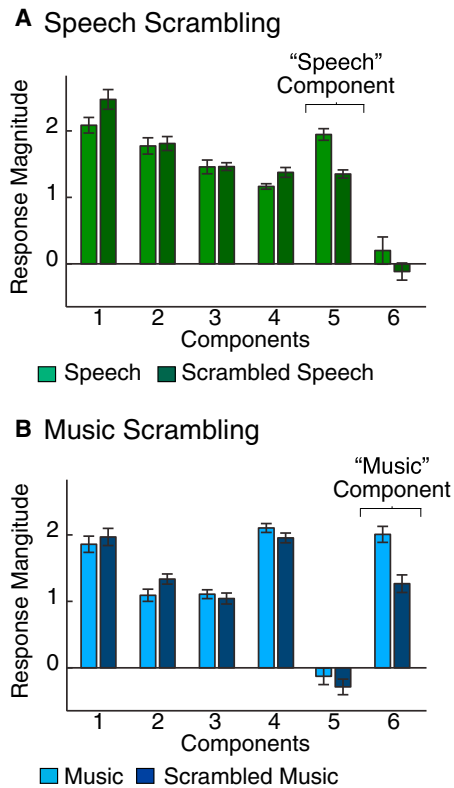 A Speech Scrambling
“Speech”
Component
Response Magnitude
2
1
0
1 2 3 4 5 6
Components
Speech Scrambled Speech
B Music Scrambling
“Music”
Component
Response Mangitude
2
1
0
1 2 3 4 5 6
Components
Music Scrambled Music